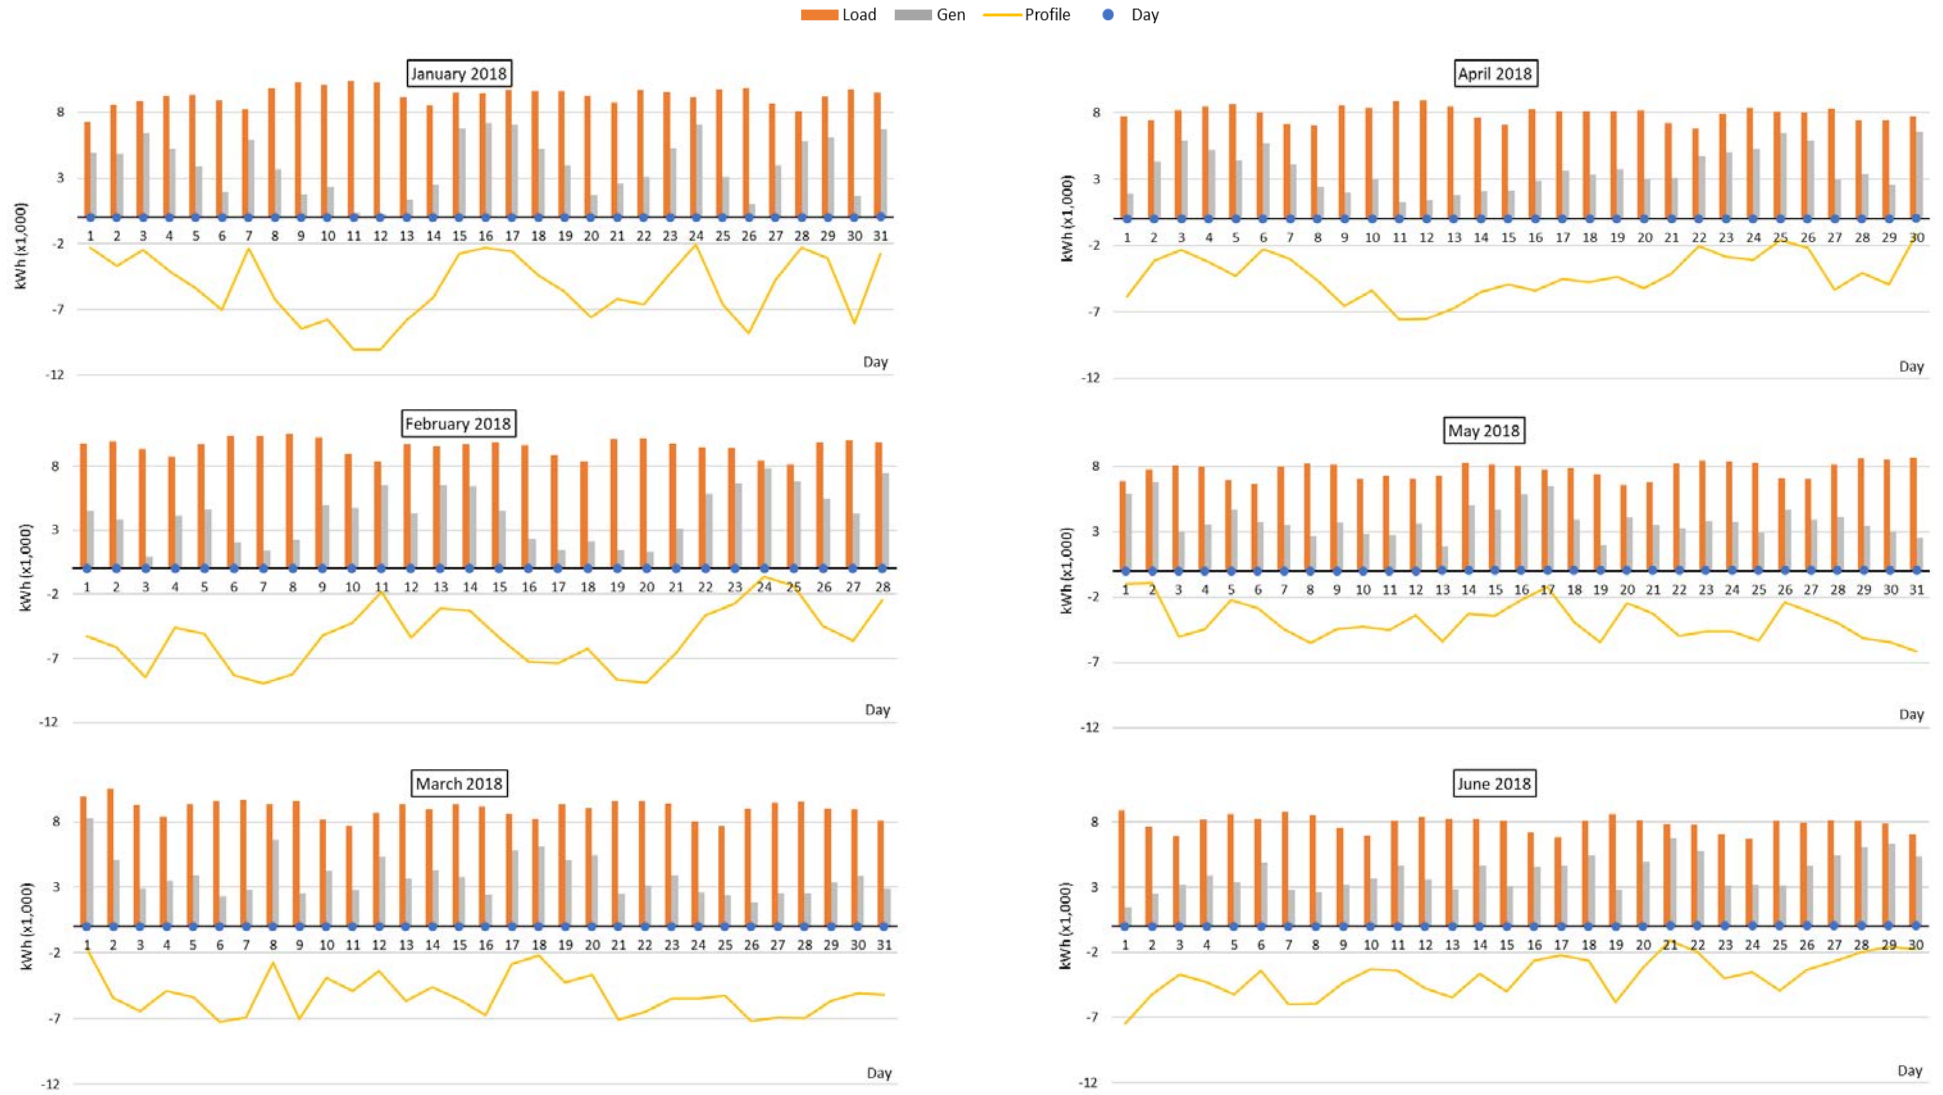 Load Gen Profile Day
January 2018
8
3
-2
-7
-12
kWh (x1,000)
1 2 3 4 5 6 7 8 9 10 11 12 13 14 15 16 17 18 19 20 21 22 23 24 25 26 27 28 29 30 31
Day
February 2018
8
3
-2
-7
-12
kWh (x1,000)
1 2 3 4 5 6 7 8 9 10 11 12 13 14 15 16 17 18 19 20 21 22 23 24 25 26 27 28
Day
March 2018
8
3
-2
-7
-12
kWh (x1,000)
1 2 3 4 5 6 7 8 9 10 11 12 13 14 15 16 17 18 19 20 21 22 23 24 25 26 27 28 29 30 31
Day
April 2018
8
3
-2
-7
-12
kWh (x1,000)
1 2 3 4 5 6 7 8 9 10 11 12 13 14 15 16 17 18 19 20 21 22 23 24 25 26 27 28 29 30
Day
May 2018
8
3
-2
-7
-12
kWh (x1,000)
1 2 3 4 5 6 7 8 9 10 11 12 13 14 15 16 17 18 19 20 21 22 23 24 25 26 27 28 29 30 31
Day
June 2018
8
3
-2
-7
-12
kWh (x1,000)
1 2 3 4 5 6 7 8 9 10 11 12 13 14 15 16 17 18 19 20 21 22 23 24 25 26 27 28 29 30
Day